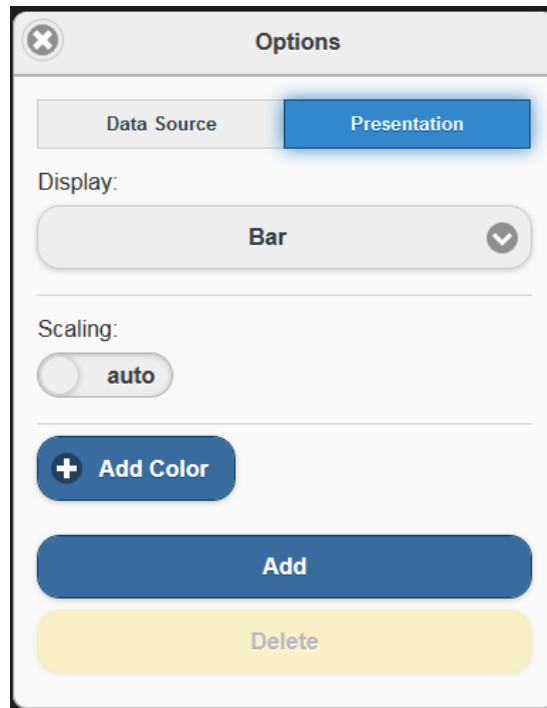 Options
Data Source
Presentation
Display:
Bar
Scaling:
auto
Add Color
Add
Delete